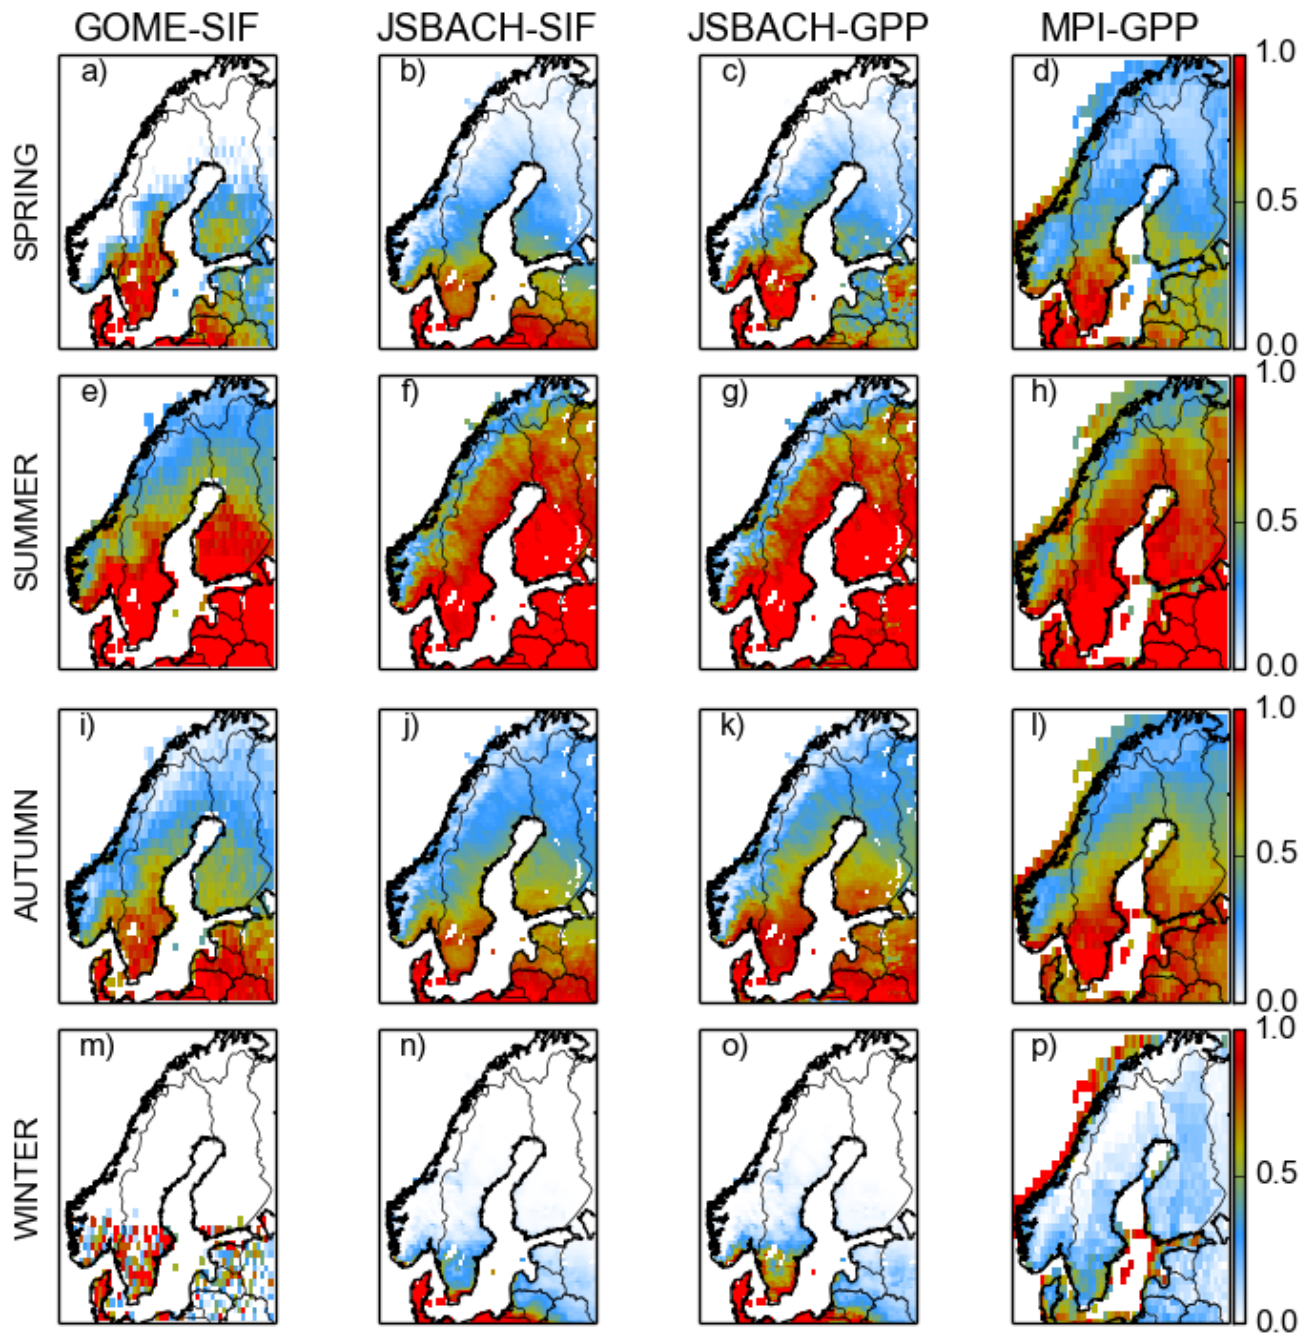 GOME-SIF JSBACH-SIF JSBACH-GPP MPI-GPP
SPRING a) b) c) d) 1.0 0.5 0.0
SUMMER e) f) g) h) 1.0 0.5 0.0
AUTUMN i) j) k) l) 1.0 0.5 0.0
WINTER m) n) o) p) 1.0 0.5 0.0